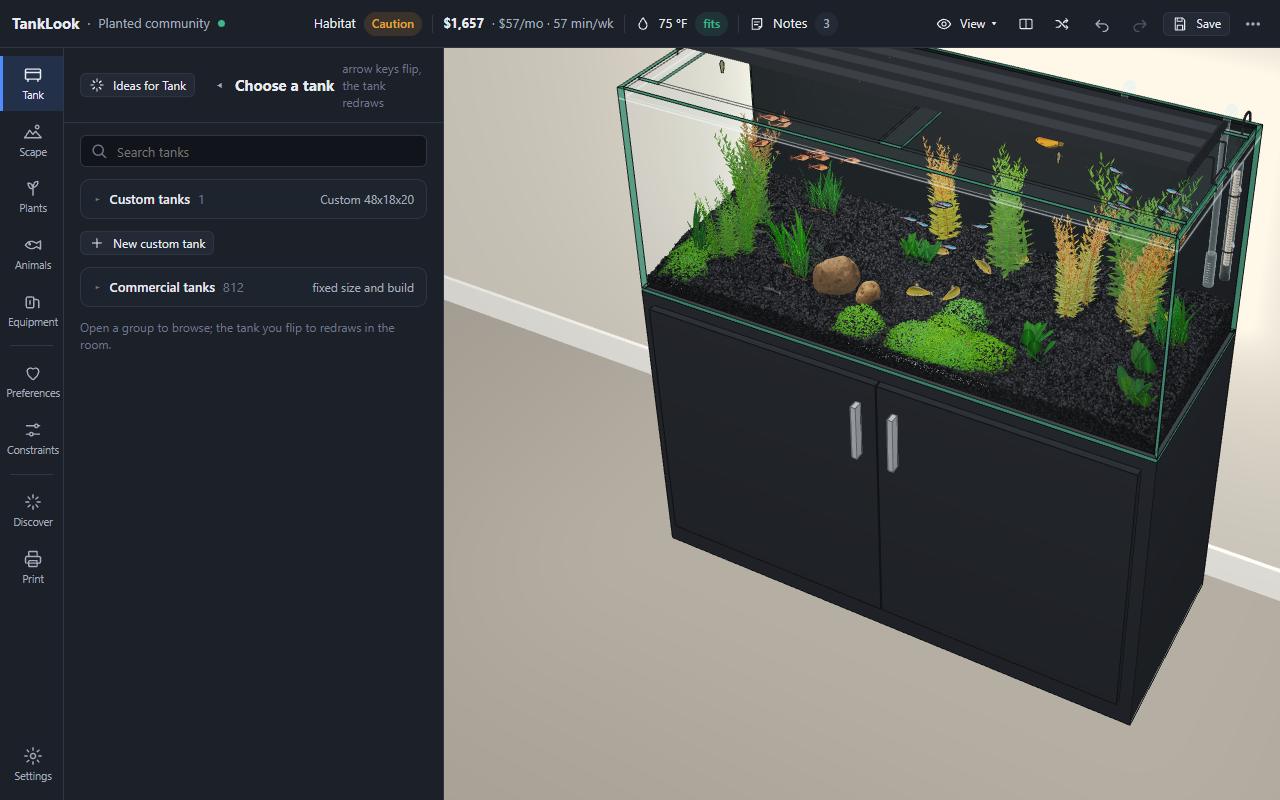 TankLook · Planted community
Habitat Caution $1,657 · $57/mo · 57 min/wk 75 °F fits Notes 3
View Save
Tank
Scape
Plants
Animals
Equipment
Preferences
Constraints
Discover
Print
Settings
Ideas for Tank
Choose a tank
arrow keys flip,
the tank
redraws
Search tanks
Custom tanks 1 Custom 48x18x20
New custom tank
Commercial tanks 812 fixed size and build
Open a group to browse; the tank you flip to redraws in the
room.